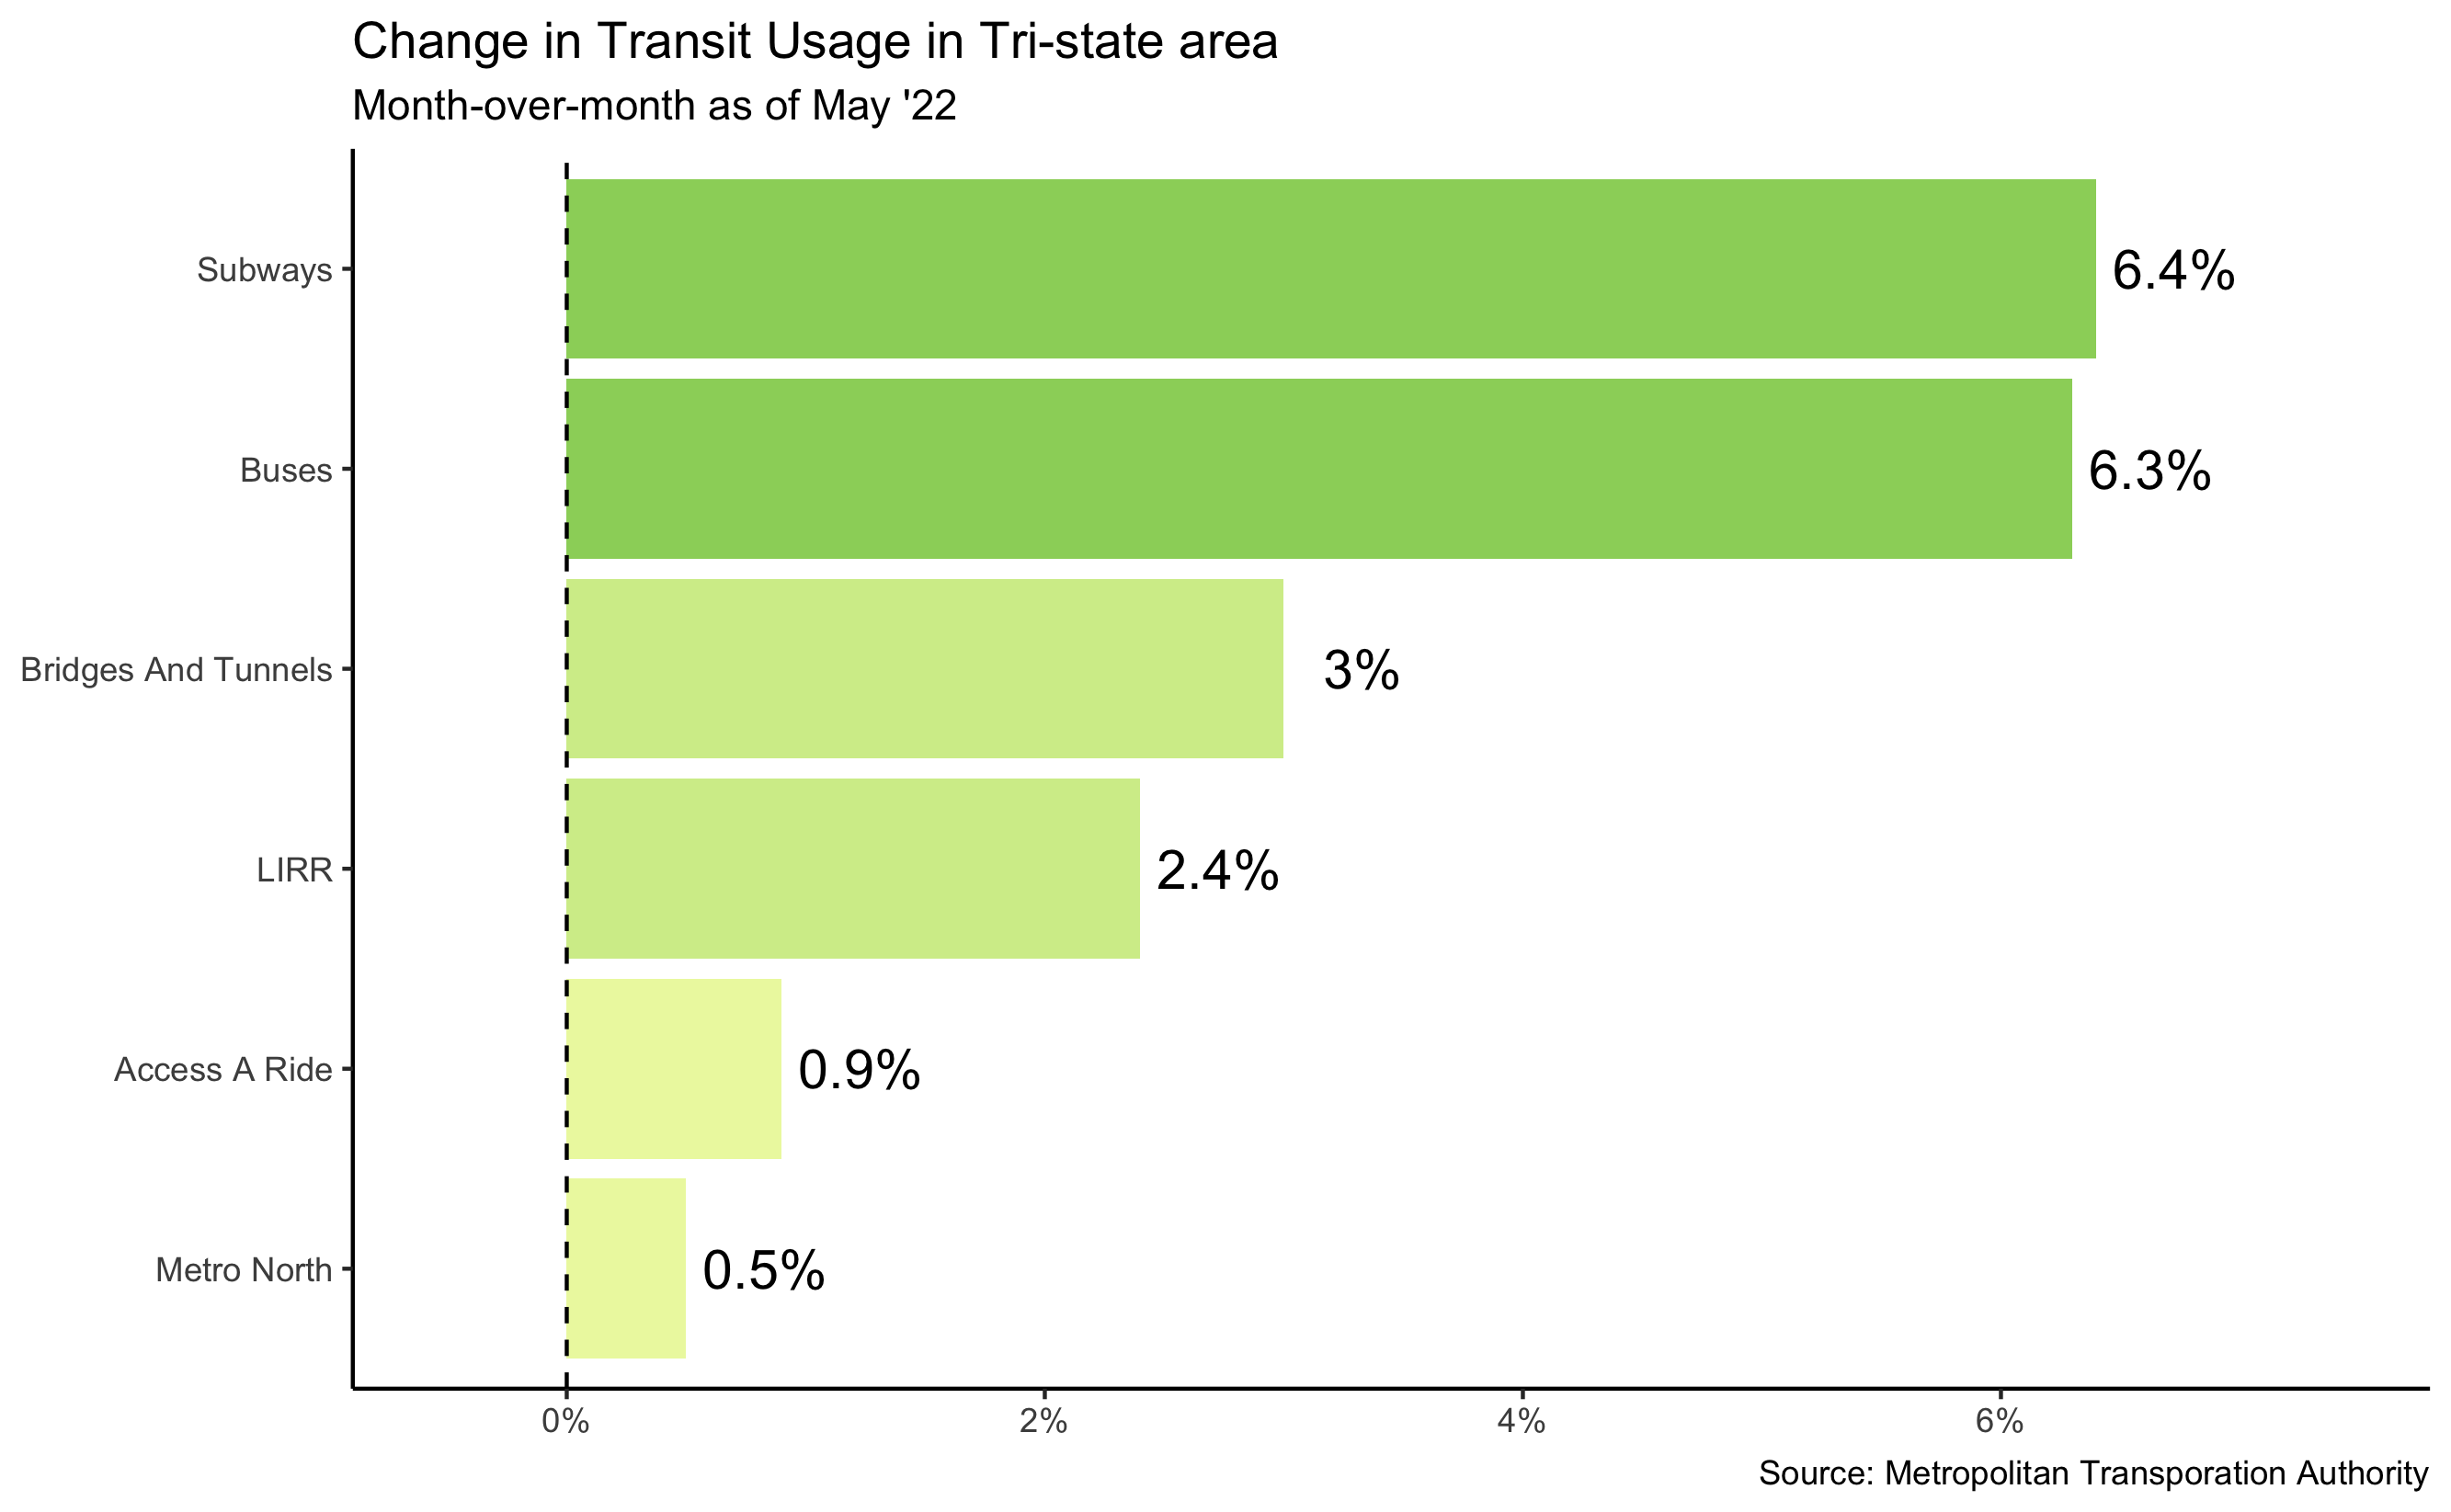 Change in Transit Usage in Tri-state area
Month-over-month as of May '22
Subways 6.4%
Buses 6.3%
Bridges And Tunnels 3%
LIRR 2.4%
Access A Ride 0.9%
Metro North 0.5%
0% 2% 4% 6%
Source: Metropolitan Transporation Authority